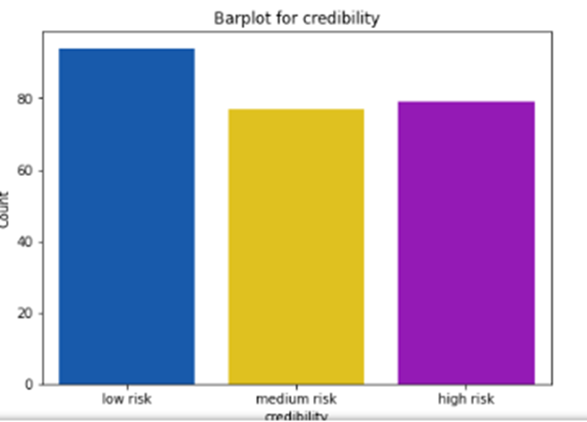 Barplot for credibility
80
60
40
20
0
Count
low risk medium risk high risk
credibility